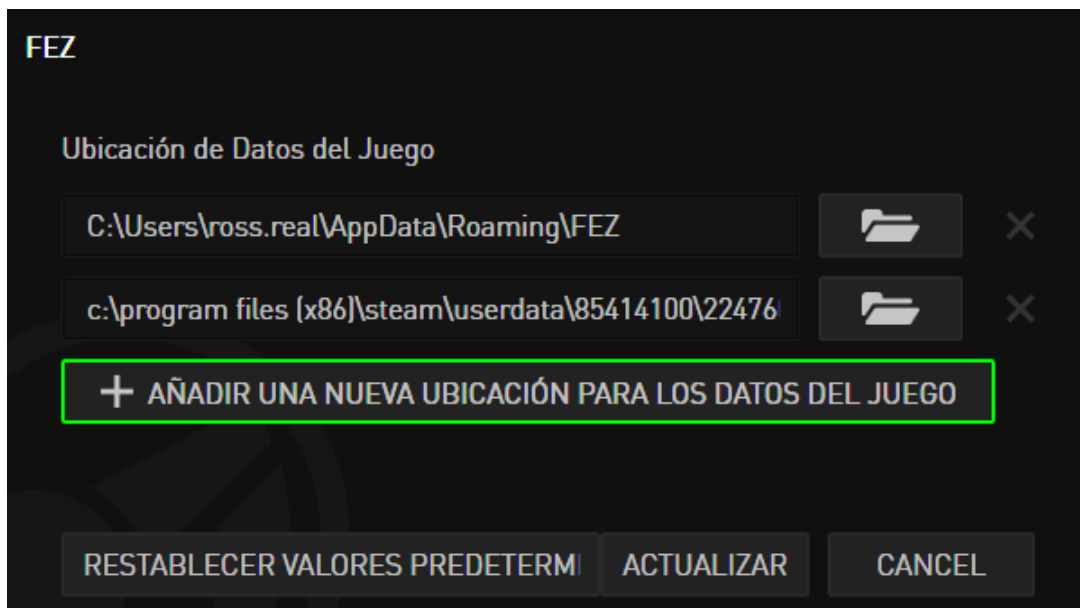 FEZ
Ubicación de Datos del Juego
C:\Users\ross.real\AppData\Roaming\FEZ
c:\program files (x86)\steam\userdata\85414100\22476
+ AÑADIR UNA NUEVA UBICACIÓN PARA LOS DATOS DEL JUEGO
RESTABLECER VALORES PREDETERM ACTUALIZAR CANCEL